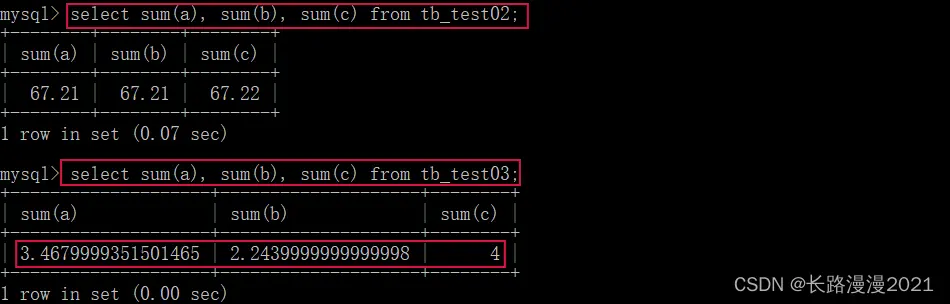 mysql> select sum(a), sum(b), sum(c) from tb_test02;
+--------+--------+--------+
| sum(a) | sum(b) | sum(c) |
+--------+--------+--------+
| 67.21 | 67.21 | 67.22 |
+--------+--------+--------+
1 row in set (0.07 sec)
mysql> select sum(a), sum(b), sum(c) from tb_test03;
+--------------------+--------------------+--------+
| sum(a) | sum(b) | sum(c) |
+--------------------+--------------------+--------+
| 3.4679999351501465 | 2.2439999999999998 | 4 |
+--------------------+--------------------+--------+
1 row in set (0.00 sec)
CSDN @长路漫漫2021